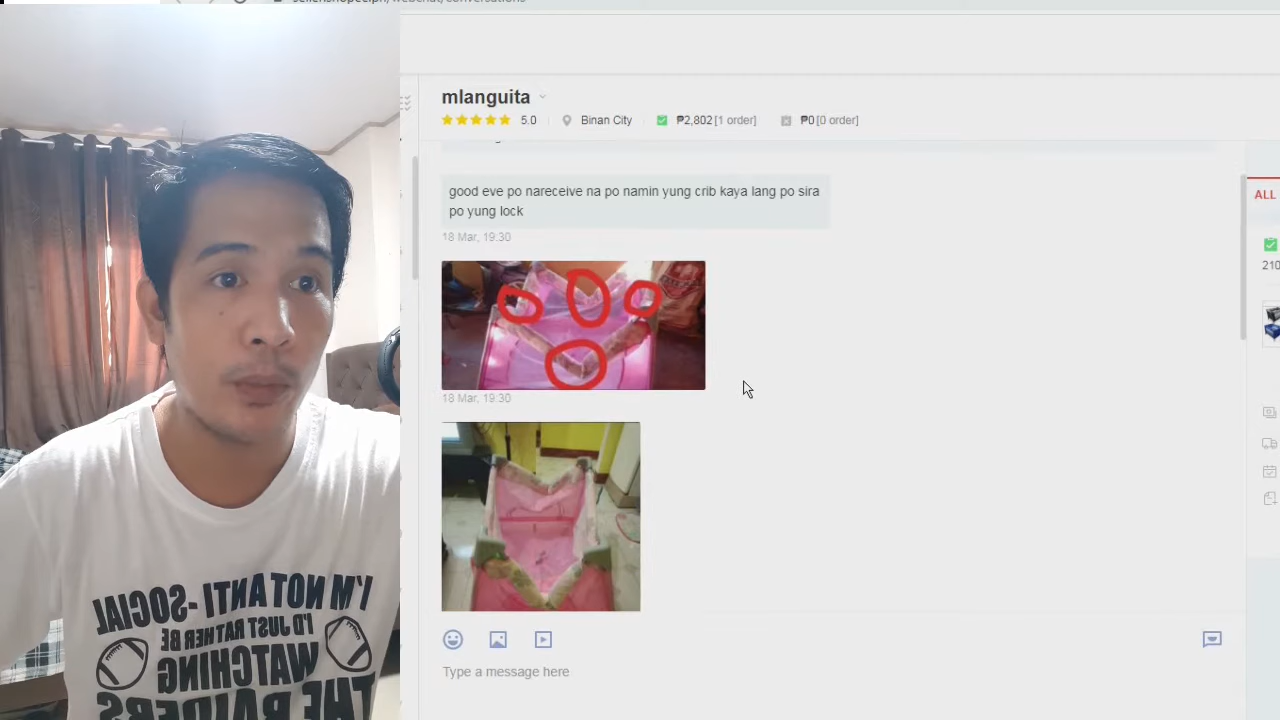 mlanguita
5.0
Binan City
₱2,802 [1 order]
₱0 [0 order]
ALL
good eve po nareceive na po namin yung crib kaya lang po sira
po yung lock
18 Mar, 19:30
210
18 Mar, 19:30
Type a message here
I'M NOT ANTI-SOCIAL
I'D JUST RATHER BE
WATCHING
THE RAIDERS